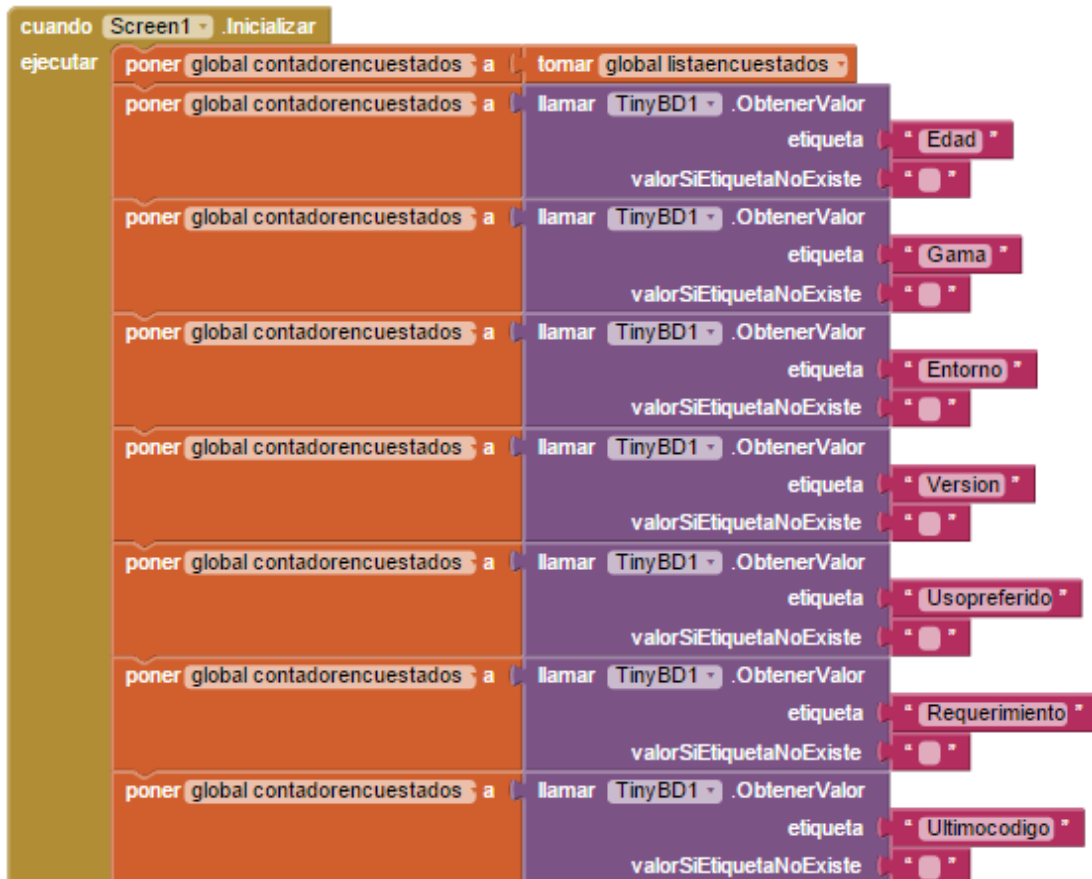 cuando Screen1 .Inicializar
ejecutar poner global contadorencuestados a tomar global listaencuestados
poner global contadorencuestados a llamar TinyBD1 .ObtenerValor
etiqueta " Edad "
valorSiEtiquetaNoExiste " "
poner global contadorencuestados a llamar TinyBD1 .ObtenerValor
etiqueta " Gama "
valorSiEtiquetaNoExiste " "
poner global contadorencuestados a llamar TinyBD1 .ObtenerValor
etiqueta " Entorno "
valorSiEtiquetaNoExiste " "
poner global contadorencuestados a llamar TinyBD1 .ObtenerValor
etiqueta " Version "
valorSiEtiquetaNoExiste " "
poner global contadorencuestados a llamar TinyBD1 .ObtenerValor
etiqueta " Usopreferido "
valorSiEtiquetaNoExiste " "
poner global contadorencuestados a llamar TinyBD1 .ObtenerValor
etiqueta " Requerimiento "
valorSiEtiquetaNoExiste " "
poner global contadorencuestados a llamar TinyBD1 .ObtenerValor
etiqueta " Ultimocodigo "
valorSiEtiquetaNoExiste " "